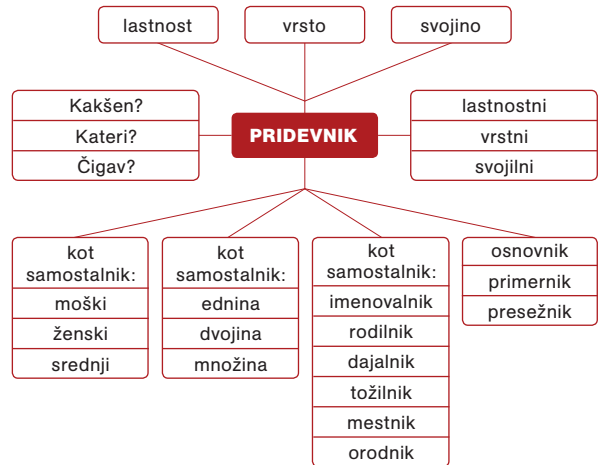 lastnost
vrsto
svojino
Kakšen?
Kateri?
Čigav?
PRIDEVNIK
lastnostni
vrstni
svojilni
kot
samostalnik:
moški
ženski
srednji
kot
samostalnik:
ednina
dvojina
množina
kot
samostalnik:
imenovalnik
rodilnik
dajalnik
tožilnik
mestnik
orodnik
osnovnik
primernik
presežnik